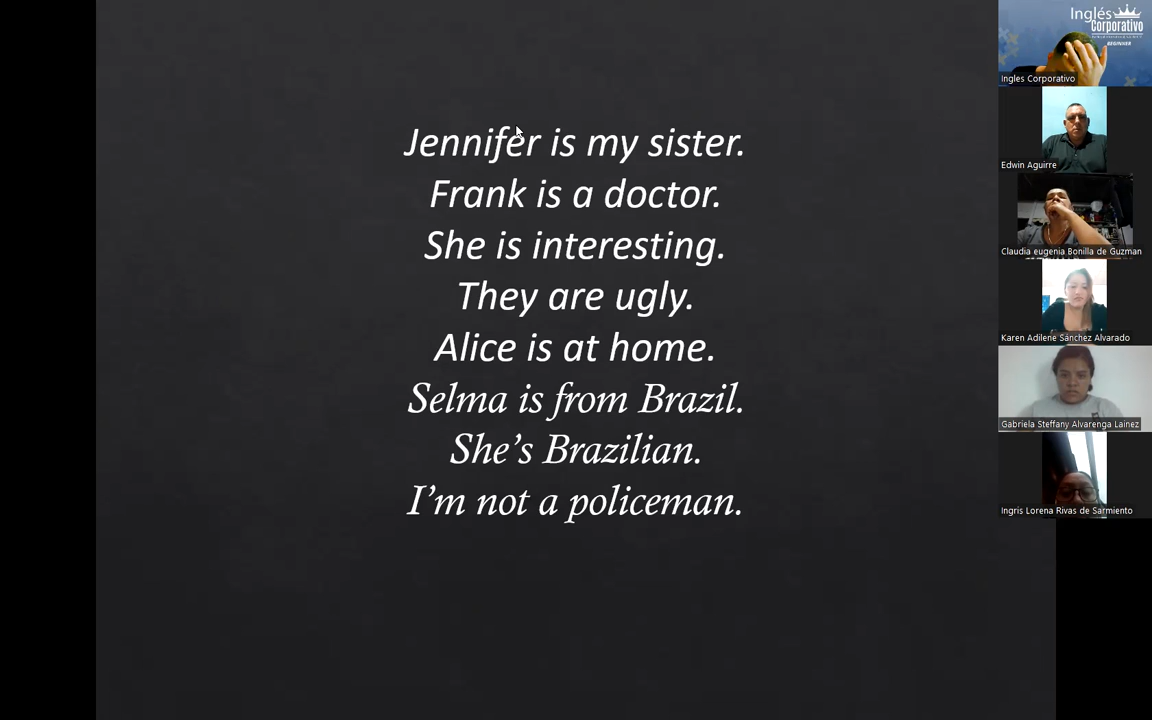 Jennifer is my sister.
Frank is a doctor.
She is interesting.
They are ugly.
Alice is at home.
Selma is from Brazil.
She’s Brazilian.
I’m not a policeman.
Inglés
Corporativo
BEGINNER
Ingles Corporativo
Edwin Aguirre
Claudia eugenia Bonilla de Guzman
Karen Adilene Sánchez Alvarado
Gabriela Steffany Alvarenga Lainez
Ingris Lorena Rivas de Sarmiento